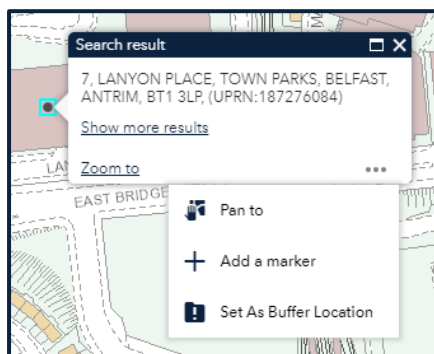 Search result
7, LANYON PLACE, TOWN PARKS, BELFAST,
ANTRIM, BT1 3LP, (UPRN:187276084)
Show more results
Zoom to
LAN
EAST BRIDGE
Pan to
Add a marker
Set As Buffer Location